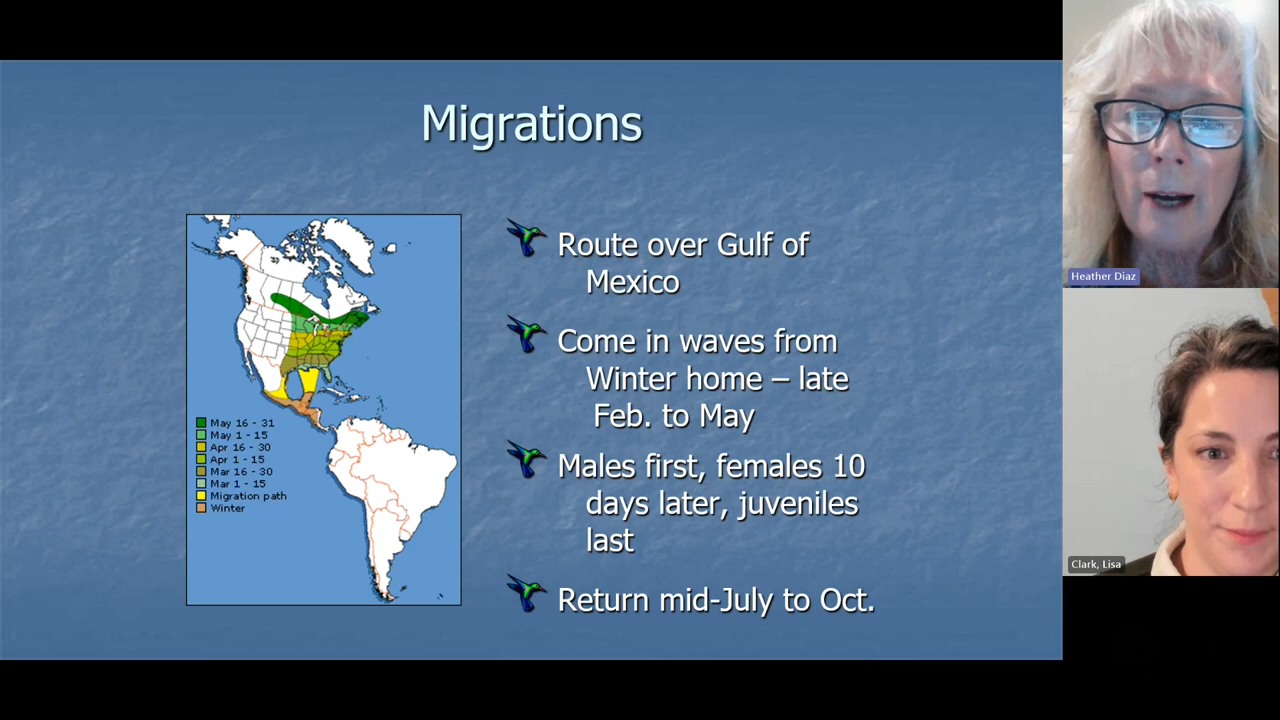 Migrations
Route over Gulf of
Mexico
Come in waves from
Winter home – late
Feb. to May
Males first, females 10
days later, juveniles
last
Return mid-July to Oct.
May 16 - 31
May 1 - 15
Apr 16 - 30
Apr 1 - 15
Mar 16 - 30
Mar 1 - 15
Migration path
Winter
Heather Diaz
Clark, Lisa